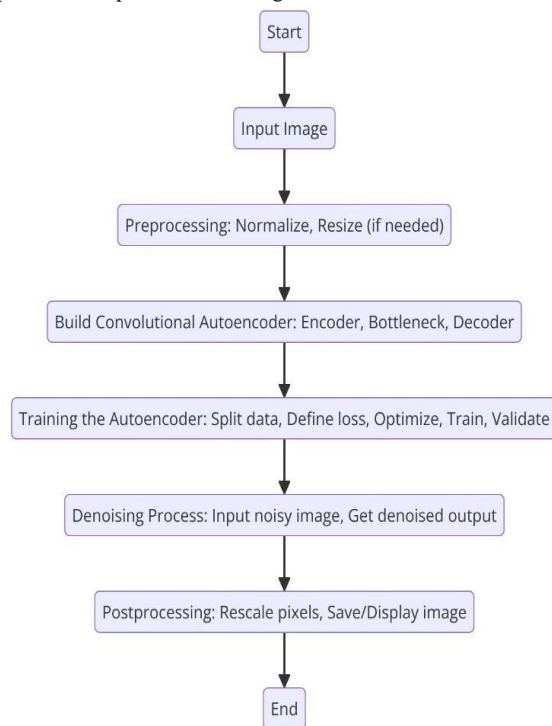 Start
Input Image
Preprocessing: Normalize, Resize (if needed)
Build Convolutional Autoencoder: Encoder, Bottleneck, Decoder
Training the Autoencoder: Split data, Define loss, Optimize, Train, Validate
Denoising Process: Input noisy image, Get denoised output
Postprocessing: Rescale pixels, Save/Display image
End